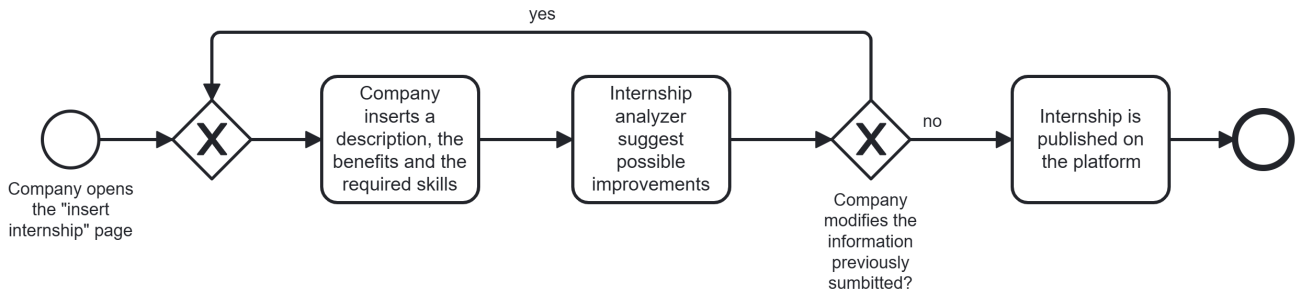 yes
Company opens
the "insert
internship" page
X
Company
inserts a
description, the
benefits and the
required skills
Internship
analyzer
suggest
possible
improvements
X
Company
modifies the
information
previously
sumbitted?
no
Internship is
published on
the platform